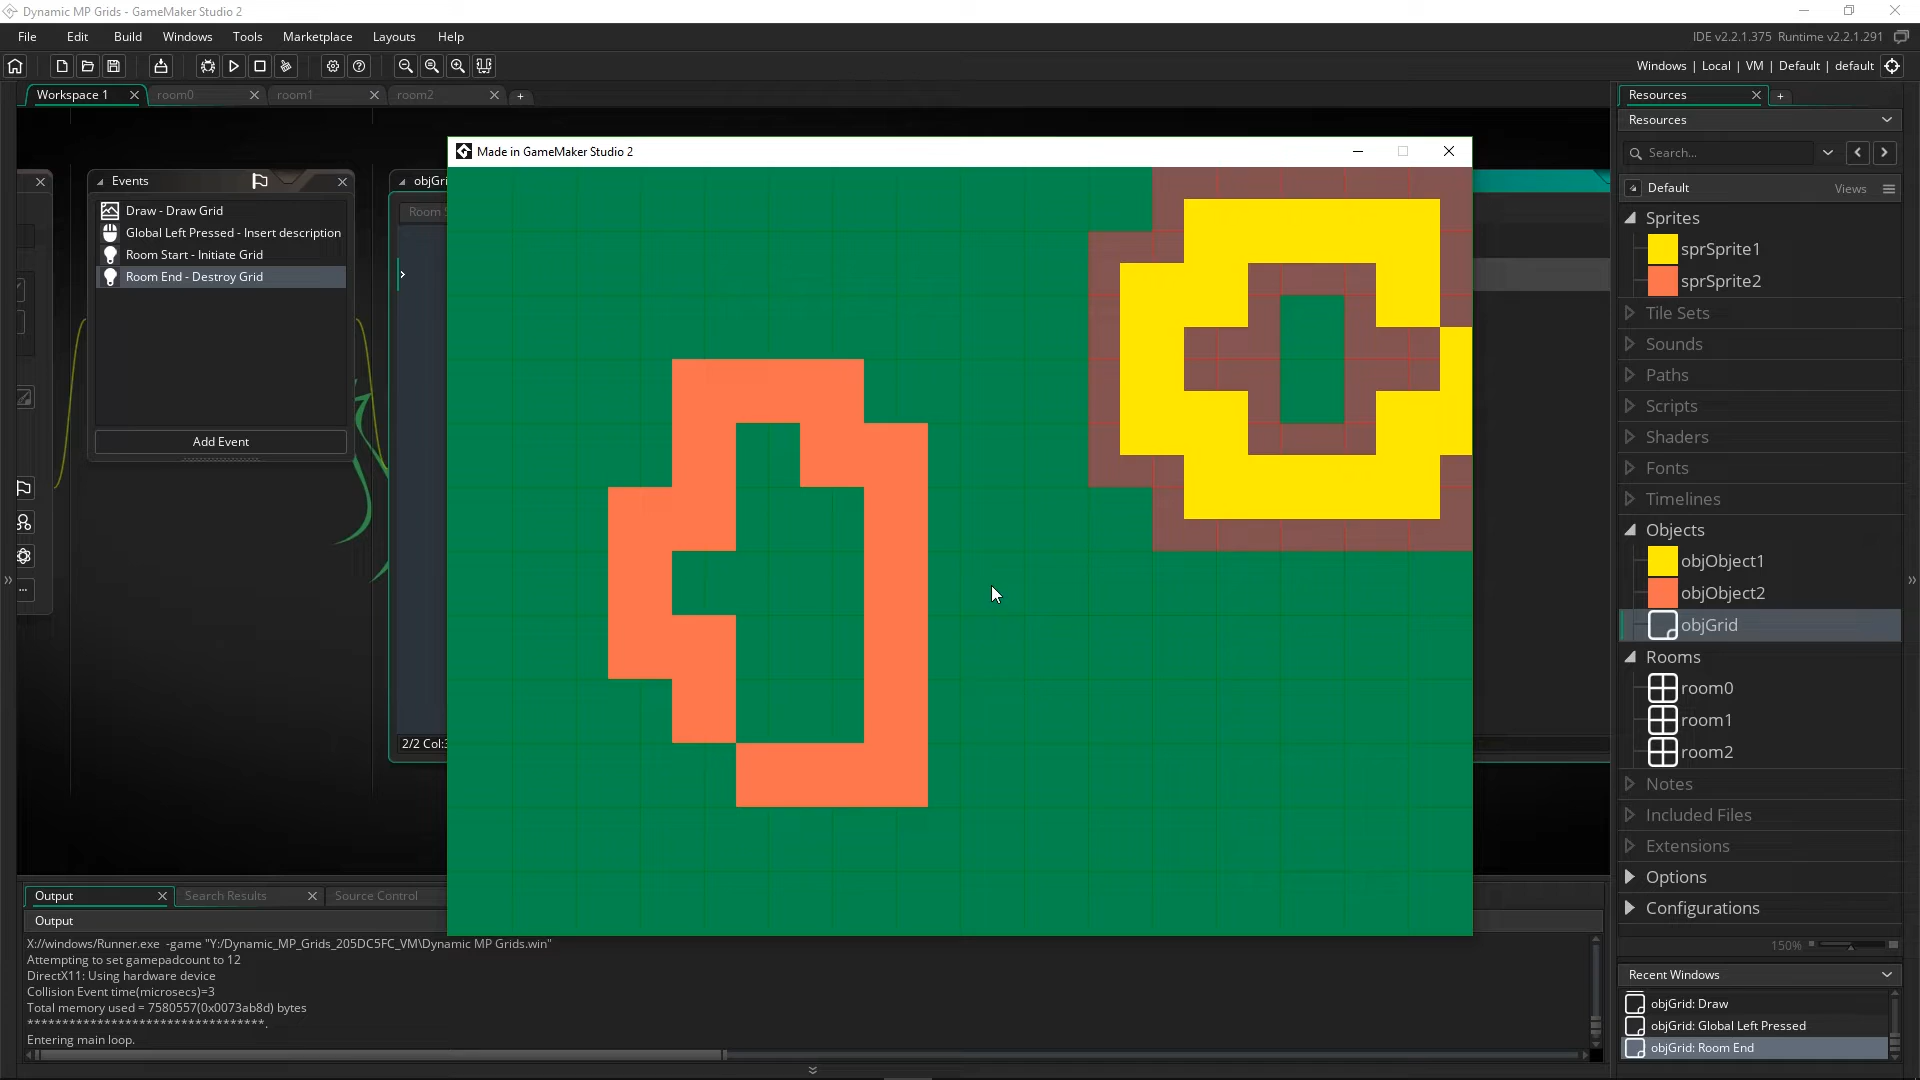 Dynamic MP Grids - GameMaker Studio 2
File Edit Build Windows Tools Marketplace Layouts Help
IDE v2.2.1.375 Runtime v2.2.1.291
Windows | Local | VM | Default | default
Workspace 1 room0 room1 room2
Resources
Resources
Search...
Default Views
Sprites
sprSprite1
sprSprite2
Tile Sets
Sounds
Paths
Scripts
Shaders
Fonts
Timelines
Objects
objObject1
objObject2
objGrid
Rooms
room0
room1
room2
Notes
Included Files
Extensions
Options
Configurations
150%
Recent Windows
objGrid: Draw
objGrid: Global Left Pressed
objGrid: Room End
Events
Draw - Draw Grid
Global Left Pressed - Insert description
Room Start - Initiate Grid
Room End - Destroy Grid
Add Event
objGri
Room
2/2 Col:
Made in GameMaker Studio 2
Output Search Results Source Control
Output
X://windows/Runner.exe -game "Y:/Dynamic_MP_Grids_205DC5FC_VM\Dynamic MP Grids.win"
Attempting to set gamepadcount to 12
DirectX11: Using hardware device
Collision Event time(microsecs)=3
Total memory used = 7580557(0x0073ab8d) bytes
*********************************.
Entering main loop.